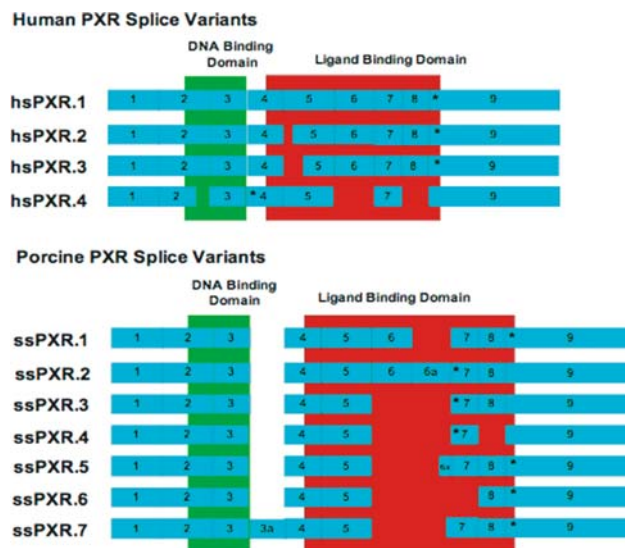 Human PXR Splice Variants
DNA Binding Domain
Ligand Binding Domain
hsPXR.1 1 2 3 4 5 6 7 8 * 9
hsPXR.2 1 2 3 4 5 6 7 8 * 9
hsPXR.3 1 2 3 4 5 6 7 8 * 9
hsPXR.4 1 2 3 * 4 5 7 9
Porcine PXR Splice Variants
DNA Binding Domain
Ligand Binding Domain
ssPXR.1 1 2 3 4 5 6 7 8 * 9
ssPXR.2 1 2 3 4 5 6 6a * 7 8 9
ssPXR.3 1 2 3 4 5 * 7 8 9
ssPXR.4 1 2 3 4 5 * 7 9
ssPXR.5 1 2 3 4 5 7 8 * 9
ssPXR.6 1 2 3 4 5 8 * 9
ssPXR.7 1 2 3 3a 4 5 7 8 * 9